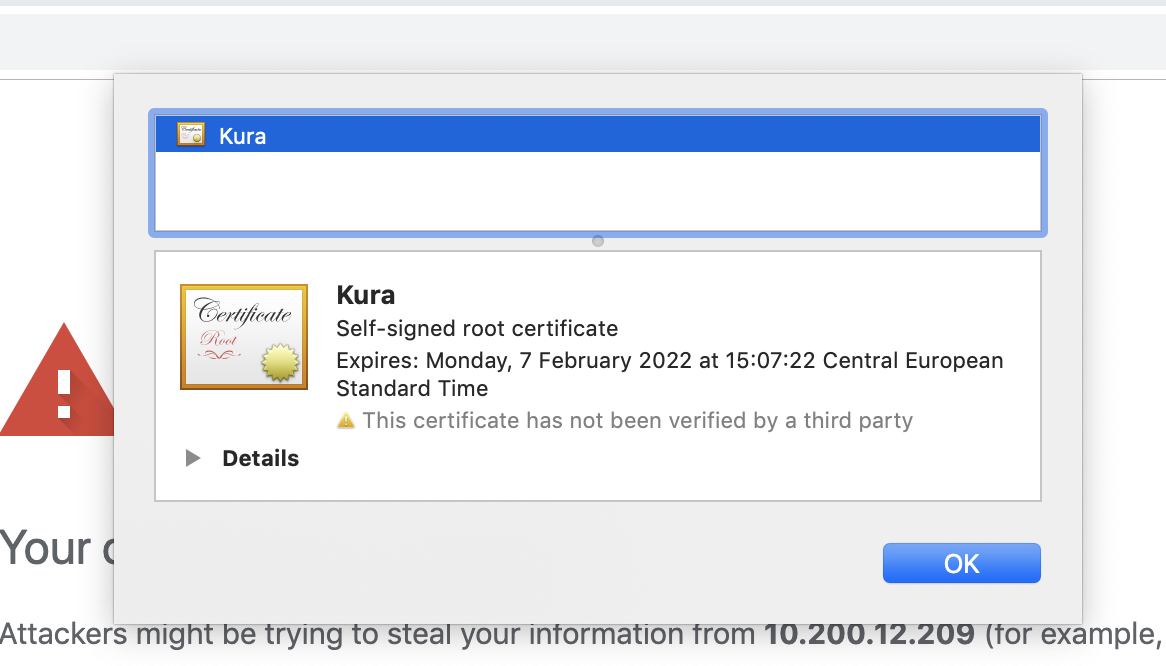 Kura
Certificate
Root
Kura
Self-signed root certificate
Expires: Monday, 7 February 2022 at 15:07:22 Central European
Standard Time
This certificate has not been verified by a third party
Details
Your
OK
Attackers might be trying to steal your information from 10.200.12.209 (for example,